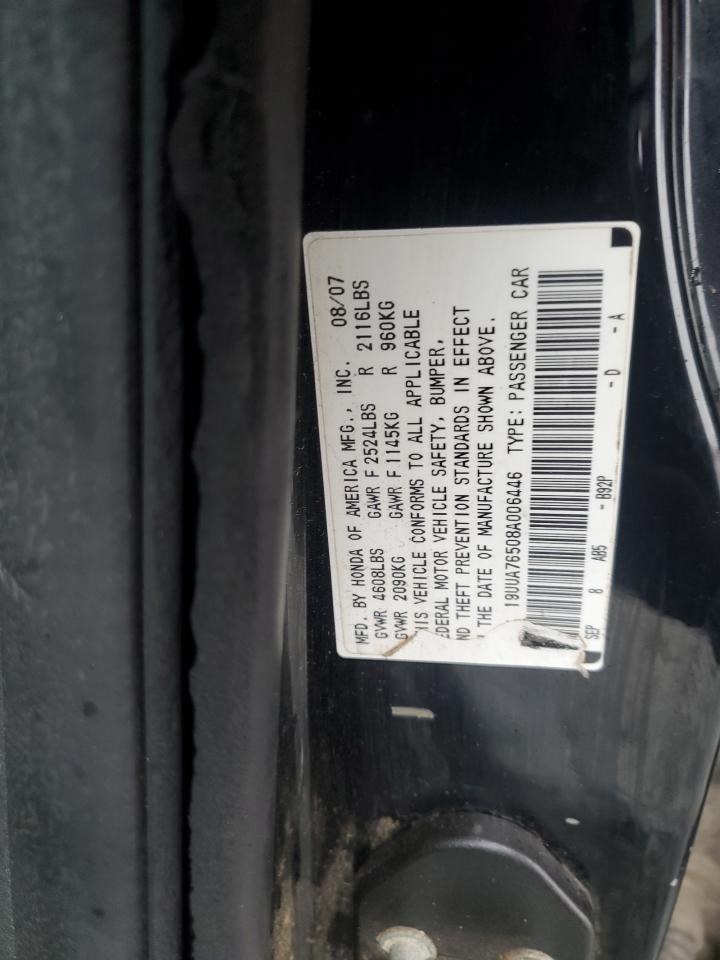 MFD. BY HONDA OF AMERICA MFG., INC. 08/07
GVWR 4608LBS GAWR F 2524LBS R 2116LBS
GVWR 2090KG GAWR F 1145KG R 960KG
HIS VEHICLE CONFORMS TO ALL APPLICABLE
EDERAL MOTOR VEHICLE SAFETY, BUMPER,
ND THEFT PREVENTION STANDARDS IN EFFECT
THE DATE OF MANUFACTURE SHOWN ABOVE.
19UUA76508A006446 TYPE: PASSENGER CAR
SEP 8 AB5 - B92P - D - A